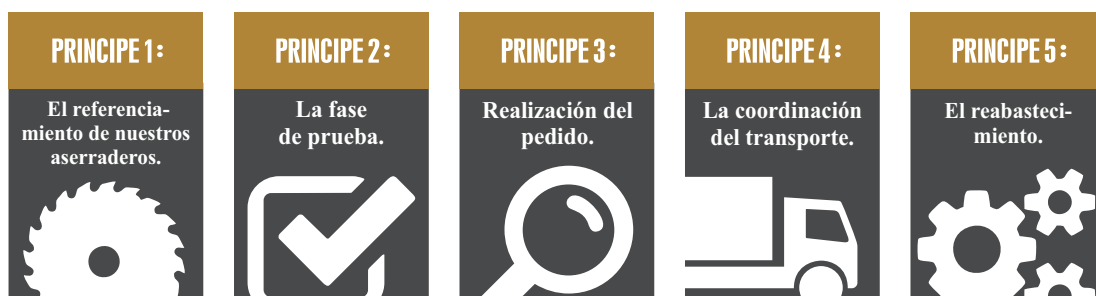 PRINCIPE 1:
El referencia-
miento de nuestros
aserraderos.
PRINCIPE 2:
La fase
de prueba.
PRINCIPE 3:
Realización del
pedido.
PRINCIPE 4:
La coordinación
del transporte.
PRINCIPE 5:
El reabasteci-
miento.